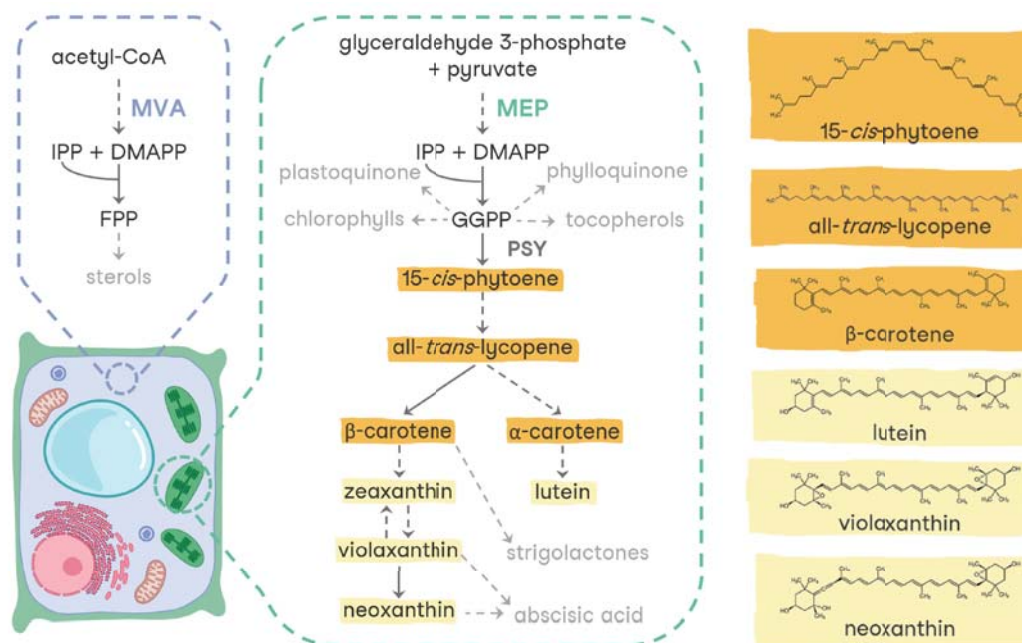 acetyl-CoA
MVA
IPP + DMAPP
FPP
sterols
glyceraldehyde 3-phosphate
+ pyruvate
MEP
IPP + DMAPP
plastoquinone
phylloquinone
chlorophylls
GGPP
tocopherols
PSY
15-cis-phytoene
all-trans-lycopene
β-carotene
α-carotene
zeaxanthin
lutein
violaxanthin
strigolactones
neoxanthin
abscisic acid
15-cis-phytoene
all-trans-lycopene
β-carotene
lutein
violaxanthin
neoxanthin